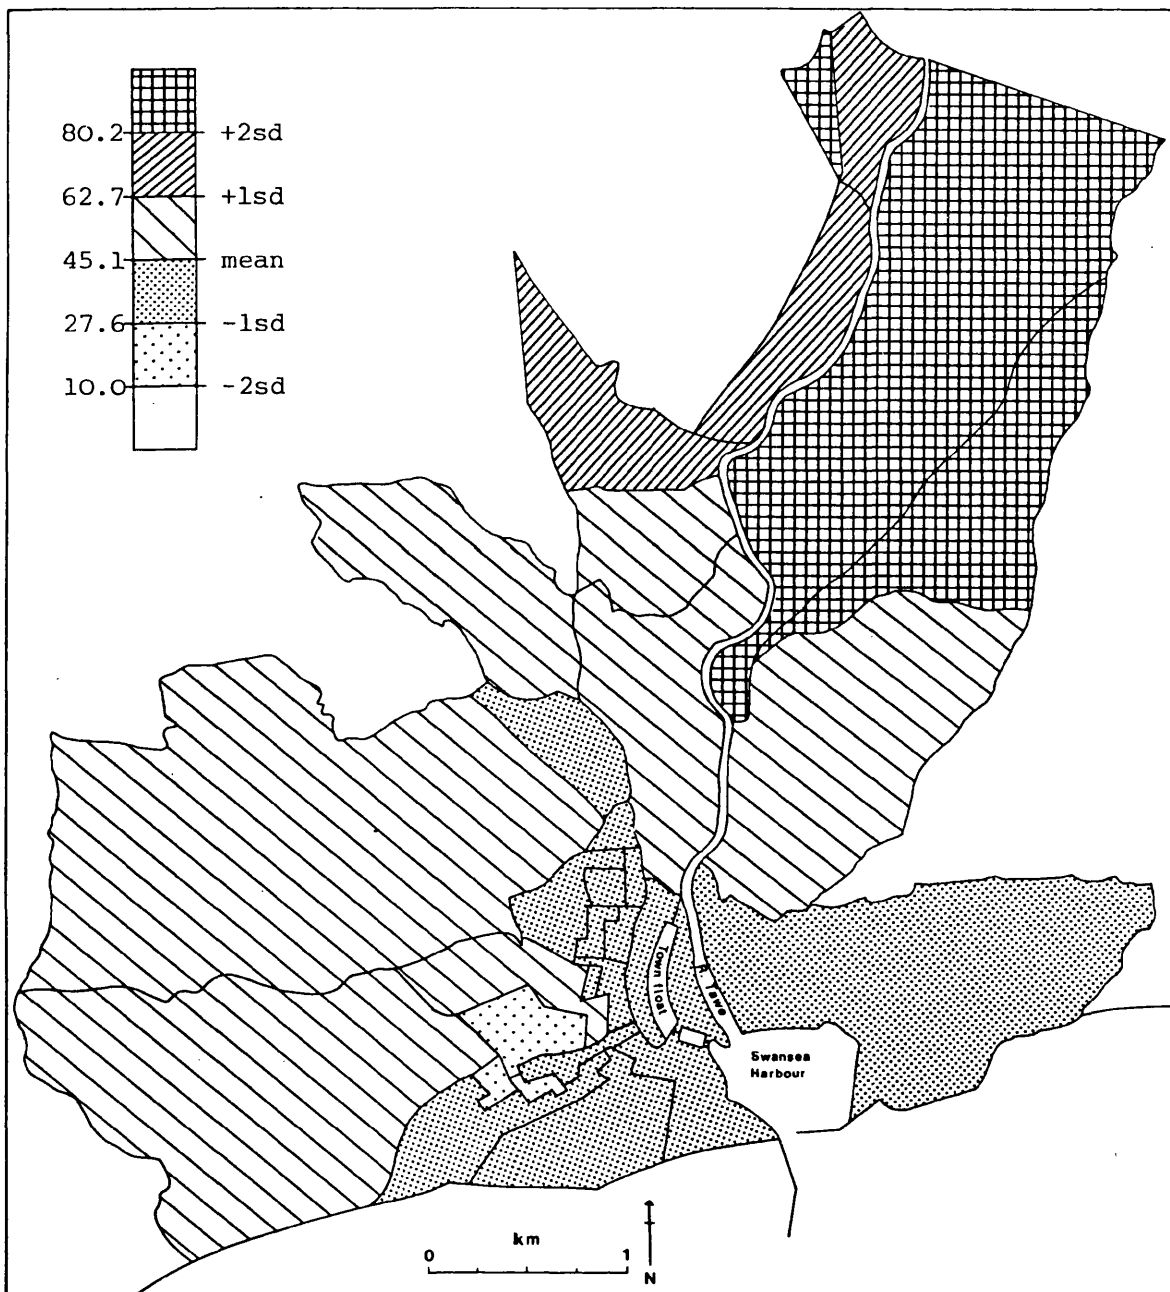 80.2 +2sd
62.7 +1sd
45.1 mean
27.6 -1sd
10.0 -2sd
Town float
R. Tawe
Swansea
Harbour
km
0 1
N